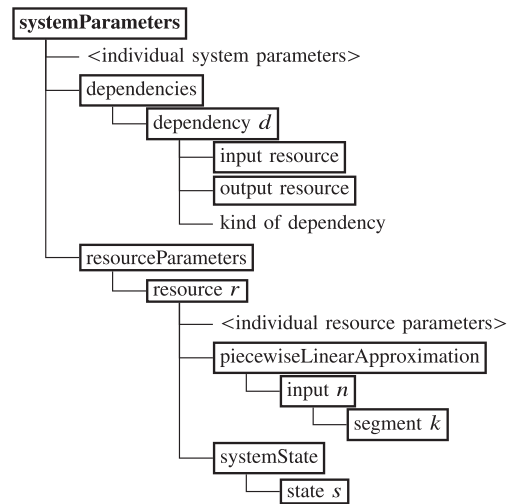 systemParameters
<individual system parameters>
dependencies
dependency d
input resource
output resource
kind of dependency
resourceParameters
resource r
<individual resource parameters>
piecewiseLinearApproximation
input n
segment k
systemState
state s